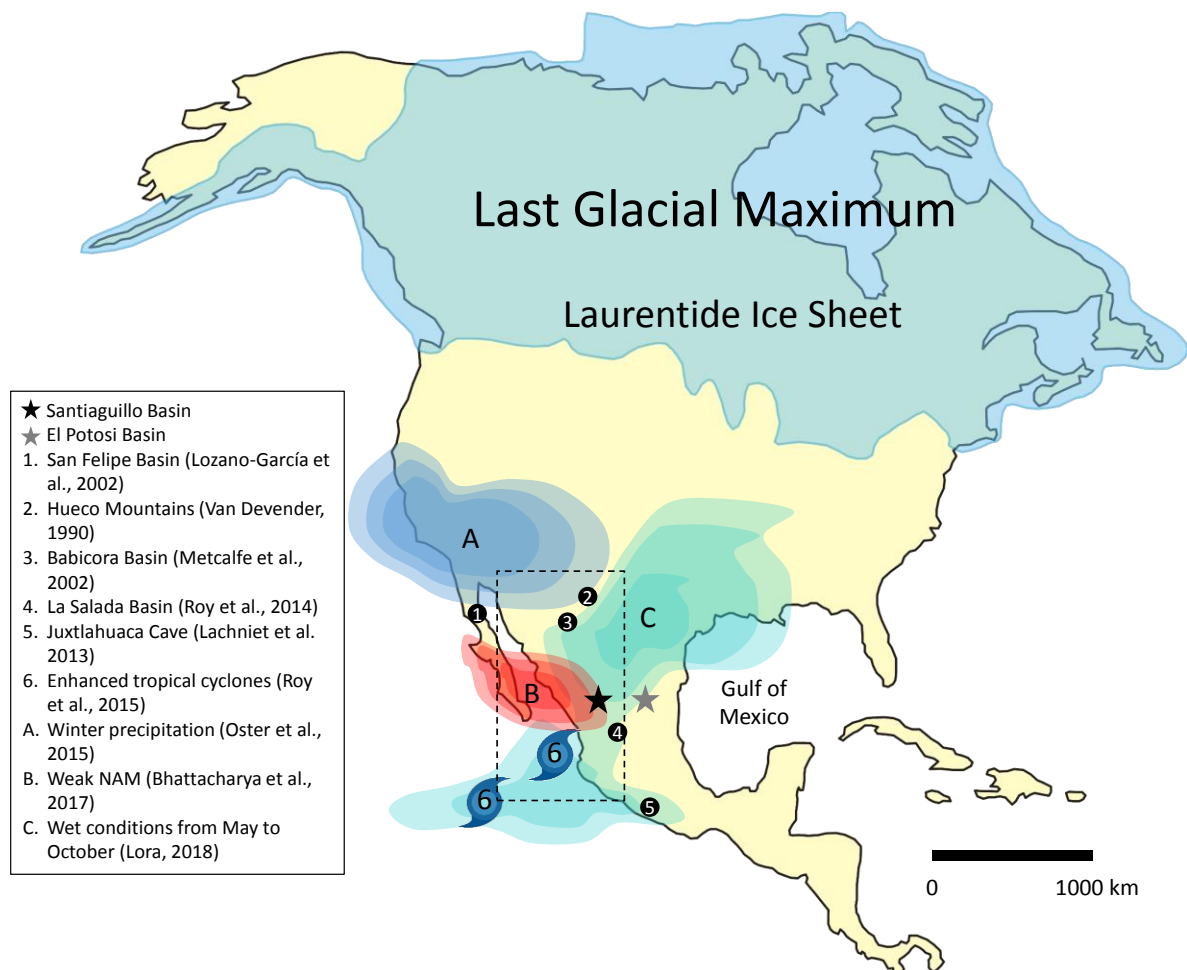 Last Glacial Maximum
Laurentide Ice Sheet
Santiaguillo Basin
El Potosi Basin
1. San Felipe Basin (Lozano-García et
al., 2002)
2. Hueco Mountains (Van Devender,
1990)
3. Babicora Basin (Metcalfe et al.,
2002)
4. La Salada Basin (Roy et al., 2014)
5. Juxtlahuaca Cave (Lachniet et al.
2013)
6. Enhanced tropical cyclones (Roy
et al., 2015)
A. Winter precipitation (Oster et al.,
2015)
B. Weak NAM (Bhattacharya et al.,
2017)
C. Wet conditions from May to
October (Lora, 2018)
A
2
1
3
C
B
Gulf of
Mexico
4
6
6
5
0 1000 km